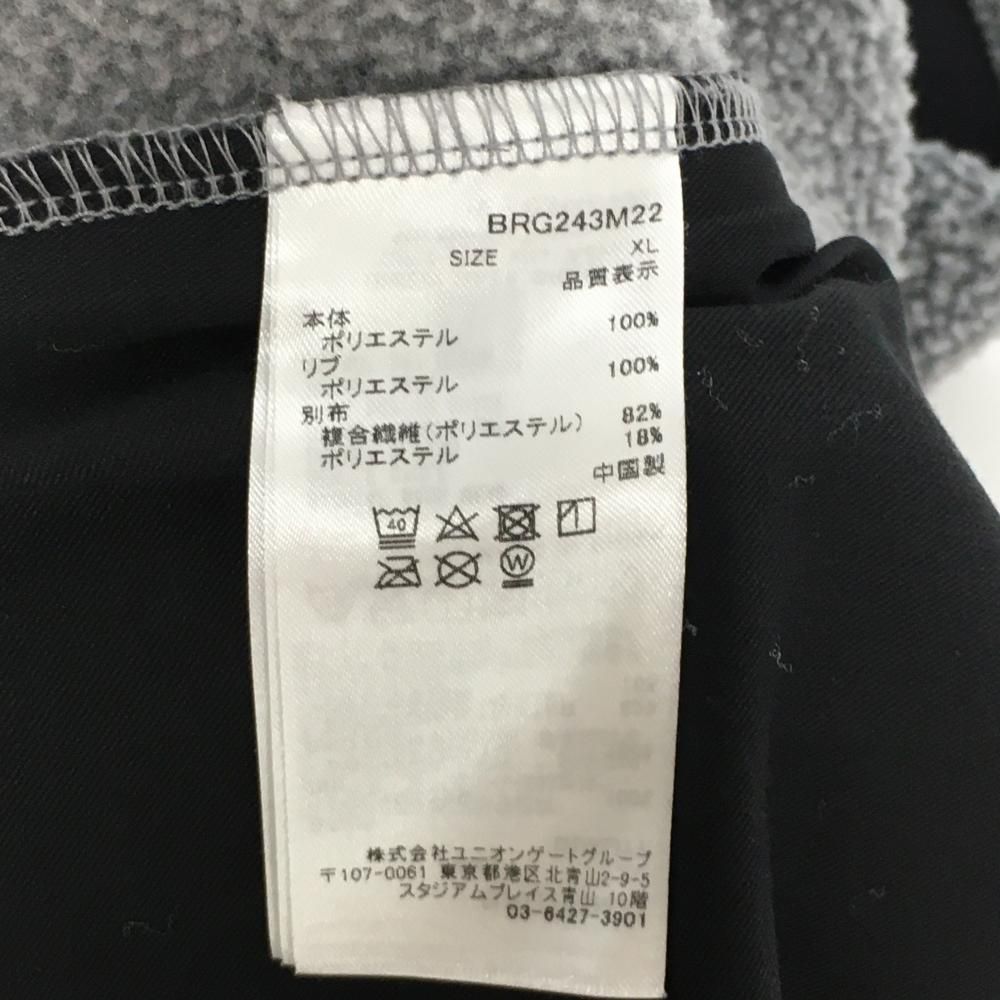 BRG243M22
SIZE XL
品質表示
本体
ポリエステル 100%
リブ
ポリエステル 100%
別布
複合繊維(ポリエステル) 82%
ポリエステル 18%
中国製
40
W
株式会社ユニオンゲートグループ
〒107-0061 東京都港区北青山2-9-5
スタジアムプレイス青山 10階
03-6427-3901